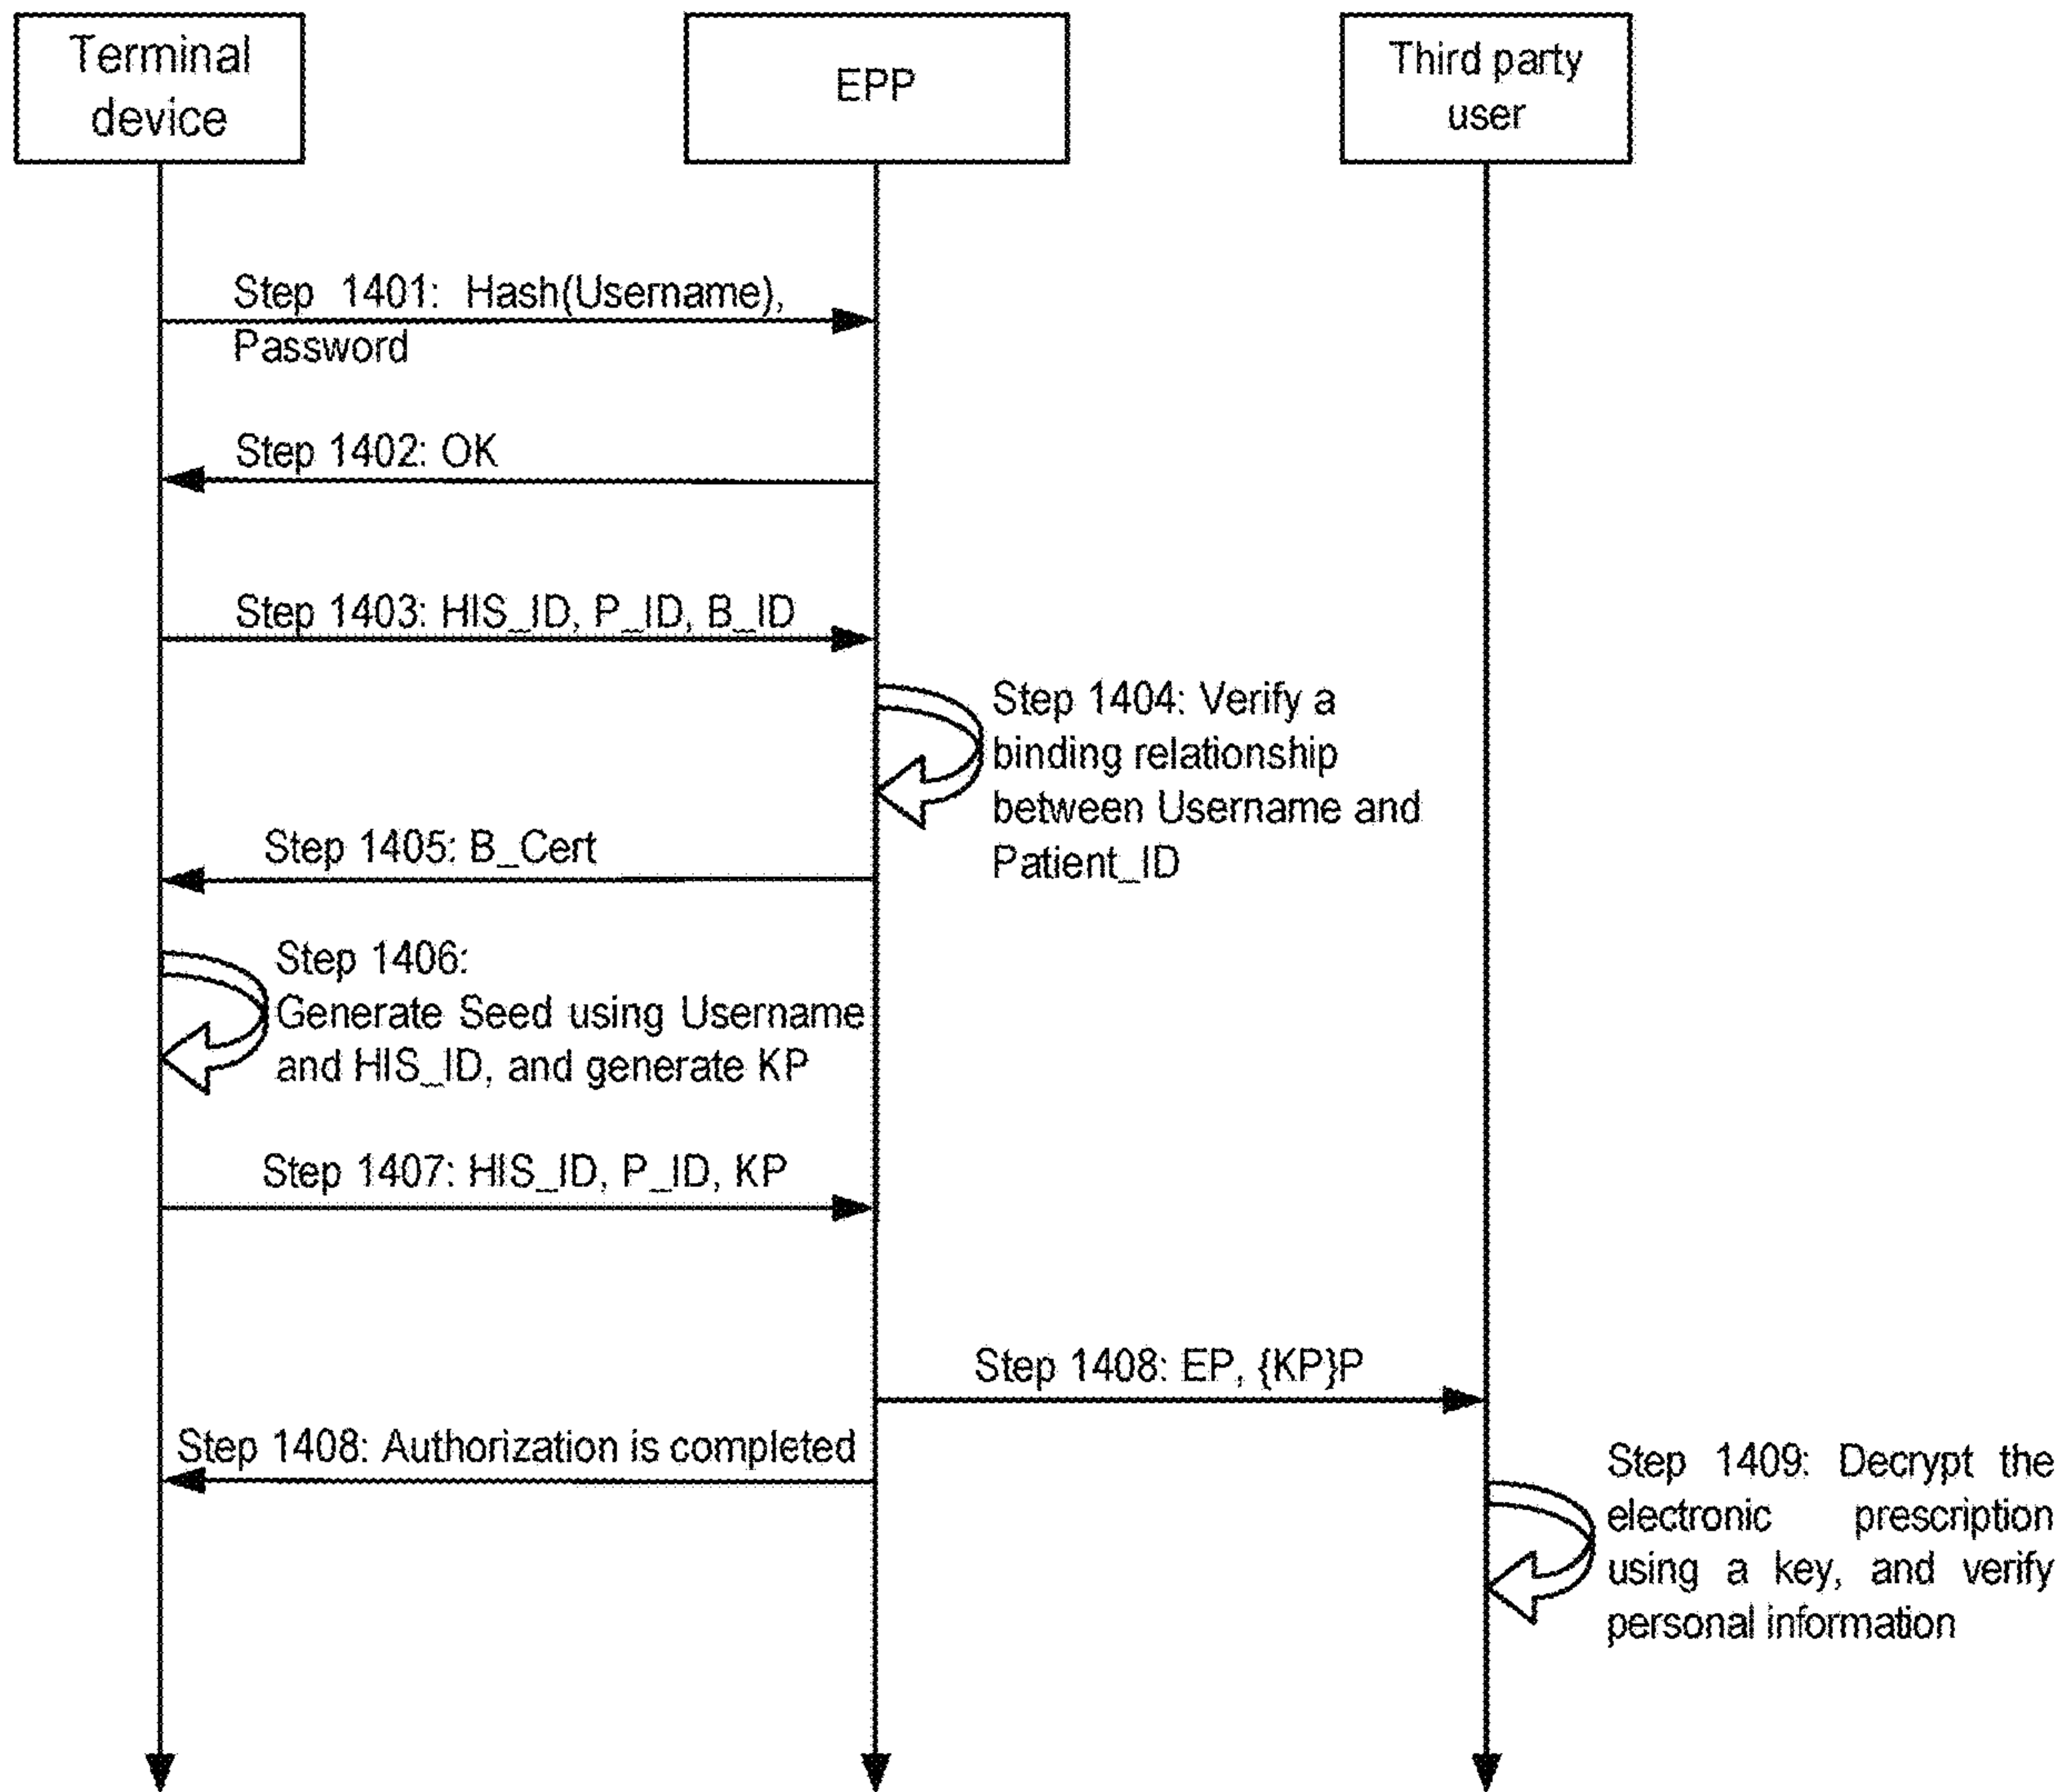 Terminal
device
EPP
Third party
user
Step 1401: Hash(Username),
Password
Step 1402: OK
Step 1403: HIS_ID, P_ID, B_ID
Step 1404: Verify a
binding relationship
between Username and
Patient_ID
Step 1405: B_Cert
Step 1406:
Generate Seed using Username
and HIS_ID, and generate KP
Step 1407: HIS_ID, P_ID, KP
Step 1408: EP, {KP}P
Step 1408: Authorization is completed
Step 1409: Decrypt the
electronic prescription
using a key, and verify
personal information